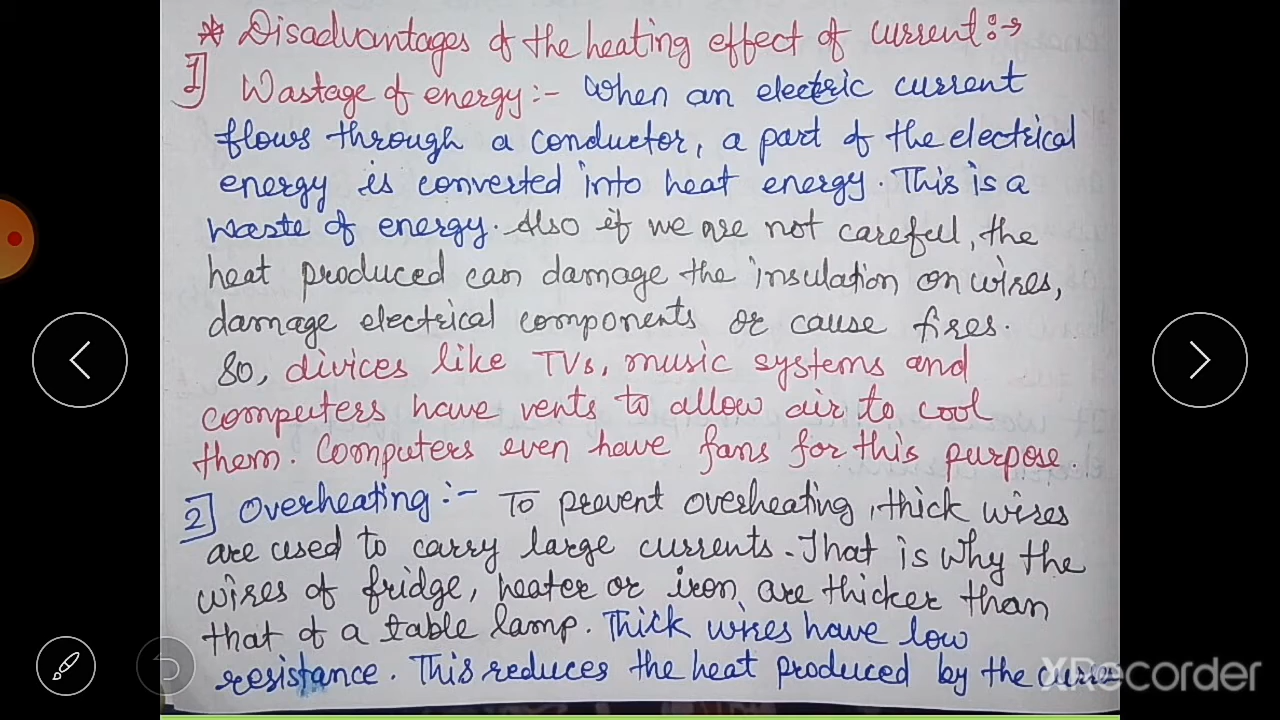 * Disadvantages of the heating effect of current:→
1] Wastage of energy:- When an electric current
flows through a conductor, a part of the electrical
energy is converted into heat energy. This is a
waste of energy. Also if we are not careful, the
heat produced can damage the insulation on wires,
damage electrical components or cause fires.
So, divices like TVs, music systems and
computers have vents to allow air to cool
them. Computers even have fans for this purpose.
2] Overheating:- To prevent overheating, thick wires
are used to carry large currents. That is why the
wires of fridge, heater or iron are thicker than
that of a table lamp. Thick wires have low
resistance. This reduces the heat produced by the
XRecorder